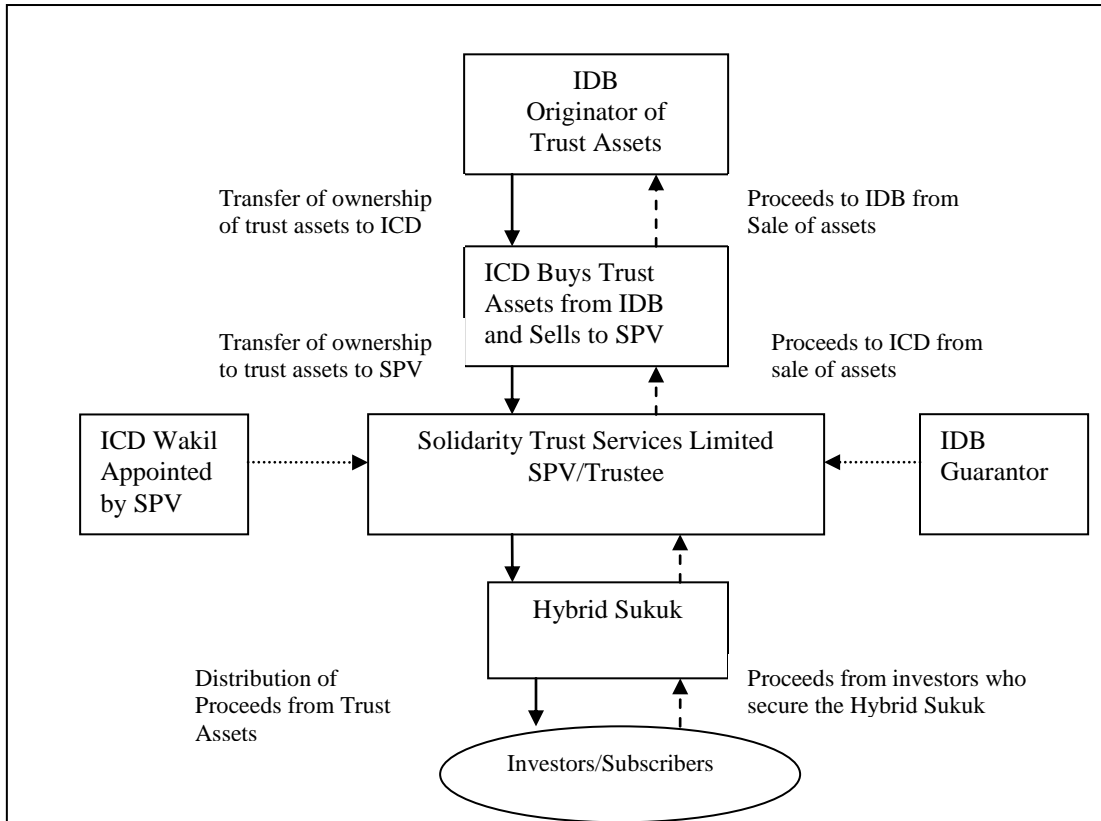 IDB
Originator of
Trust Assets
Transfer of ownership
of trust assets to ICD
Proceeds to IDB from
Sale of assets
ICD Buys Trust
Assets from IDB
and Sells to SPV
Transfer of ownership
to trust assets to SPV
Proceeds to ICD from
sale of assets
ICD Wakil
Appointed
by SPV
Solidarity Trust Services Limited
SPV/Trustee
IDB
Guarantor
Hybrid Sukuk
Distribution of
Proceeds from Trust
Assets
Proceeds from investors who
secure the Hybrid Sukuk
Investors/Subscribers